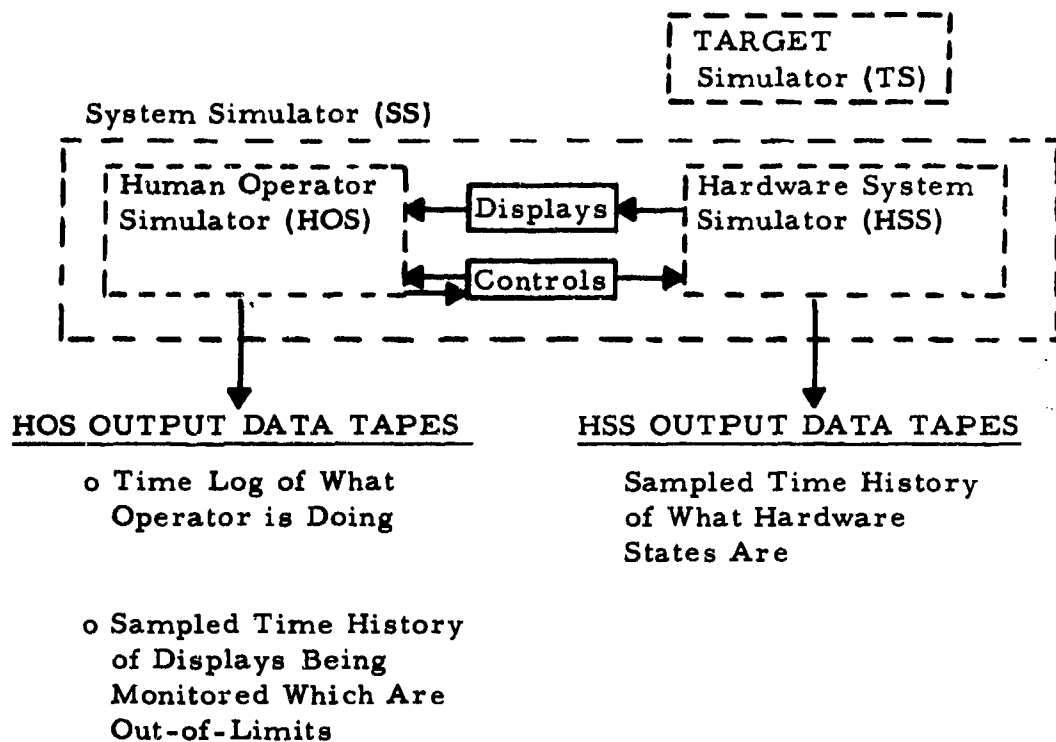 TARGET
Simulator (TS)
System Simulator (SS)
Human Operator
Simulator (HOS)
Displays
Controls
Hardware System
Simulator (HSS)
HOS OUTPUT DATA TAPES
o Time Log of What
Operator is Doing
o Sampled Time History
of Displays Being
Monitored Which Are
Out-of-Limits
HSS OUTPUT DATA TAPES
Sampled Time History
of What Hardware
States Are